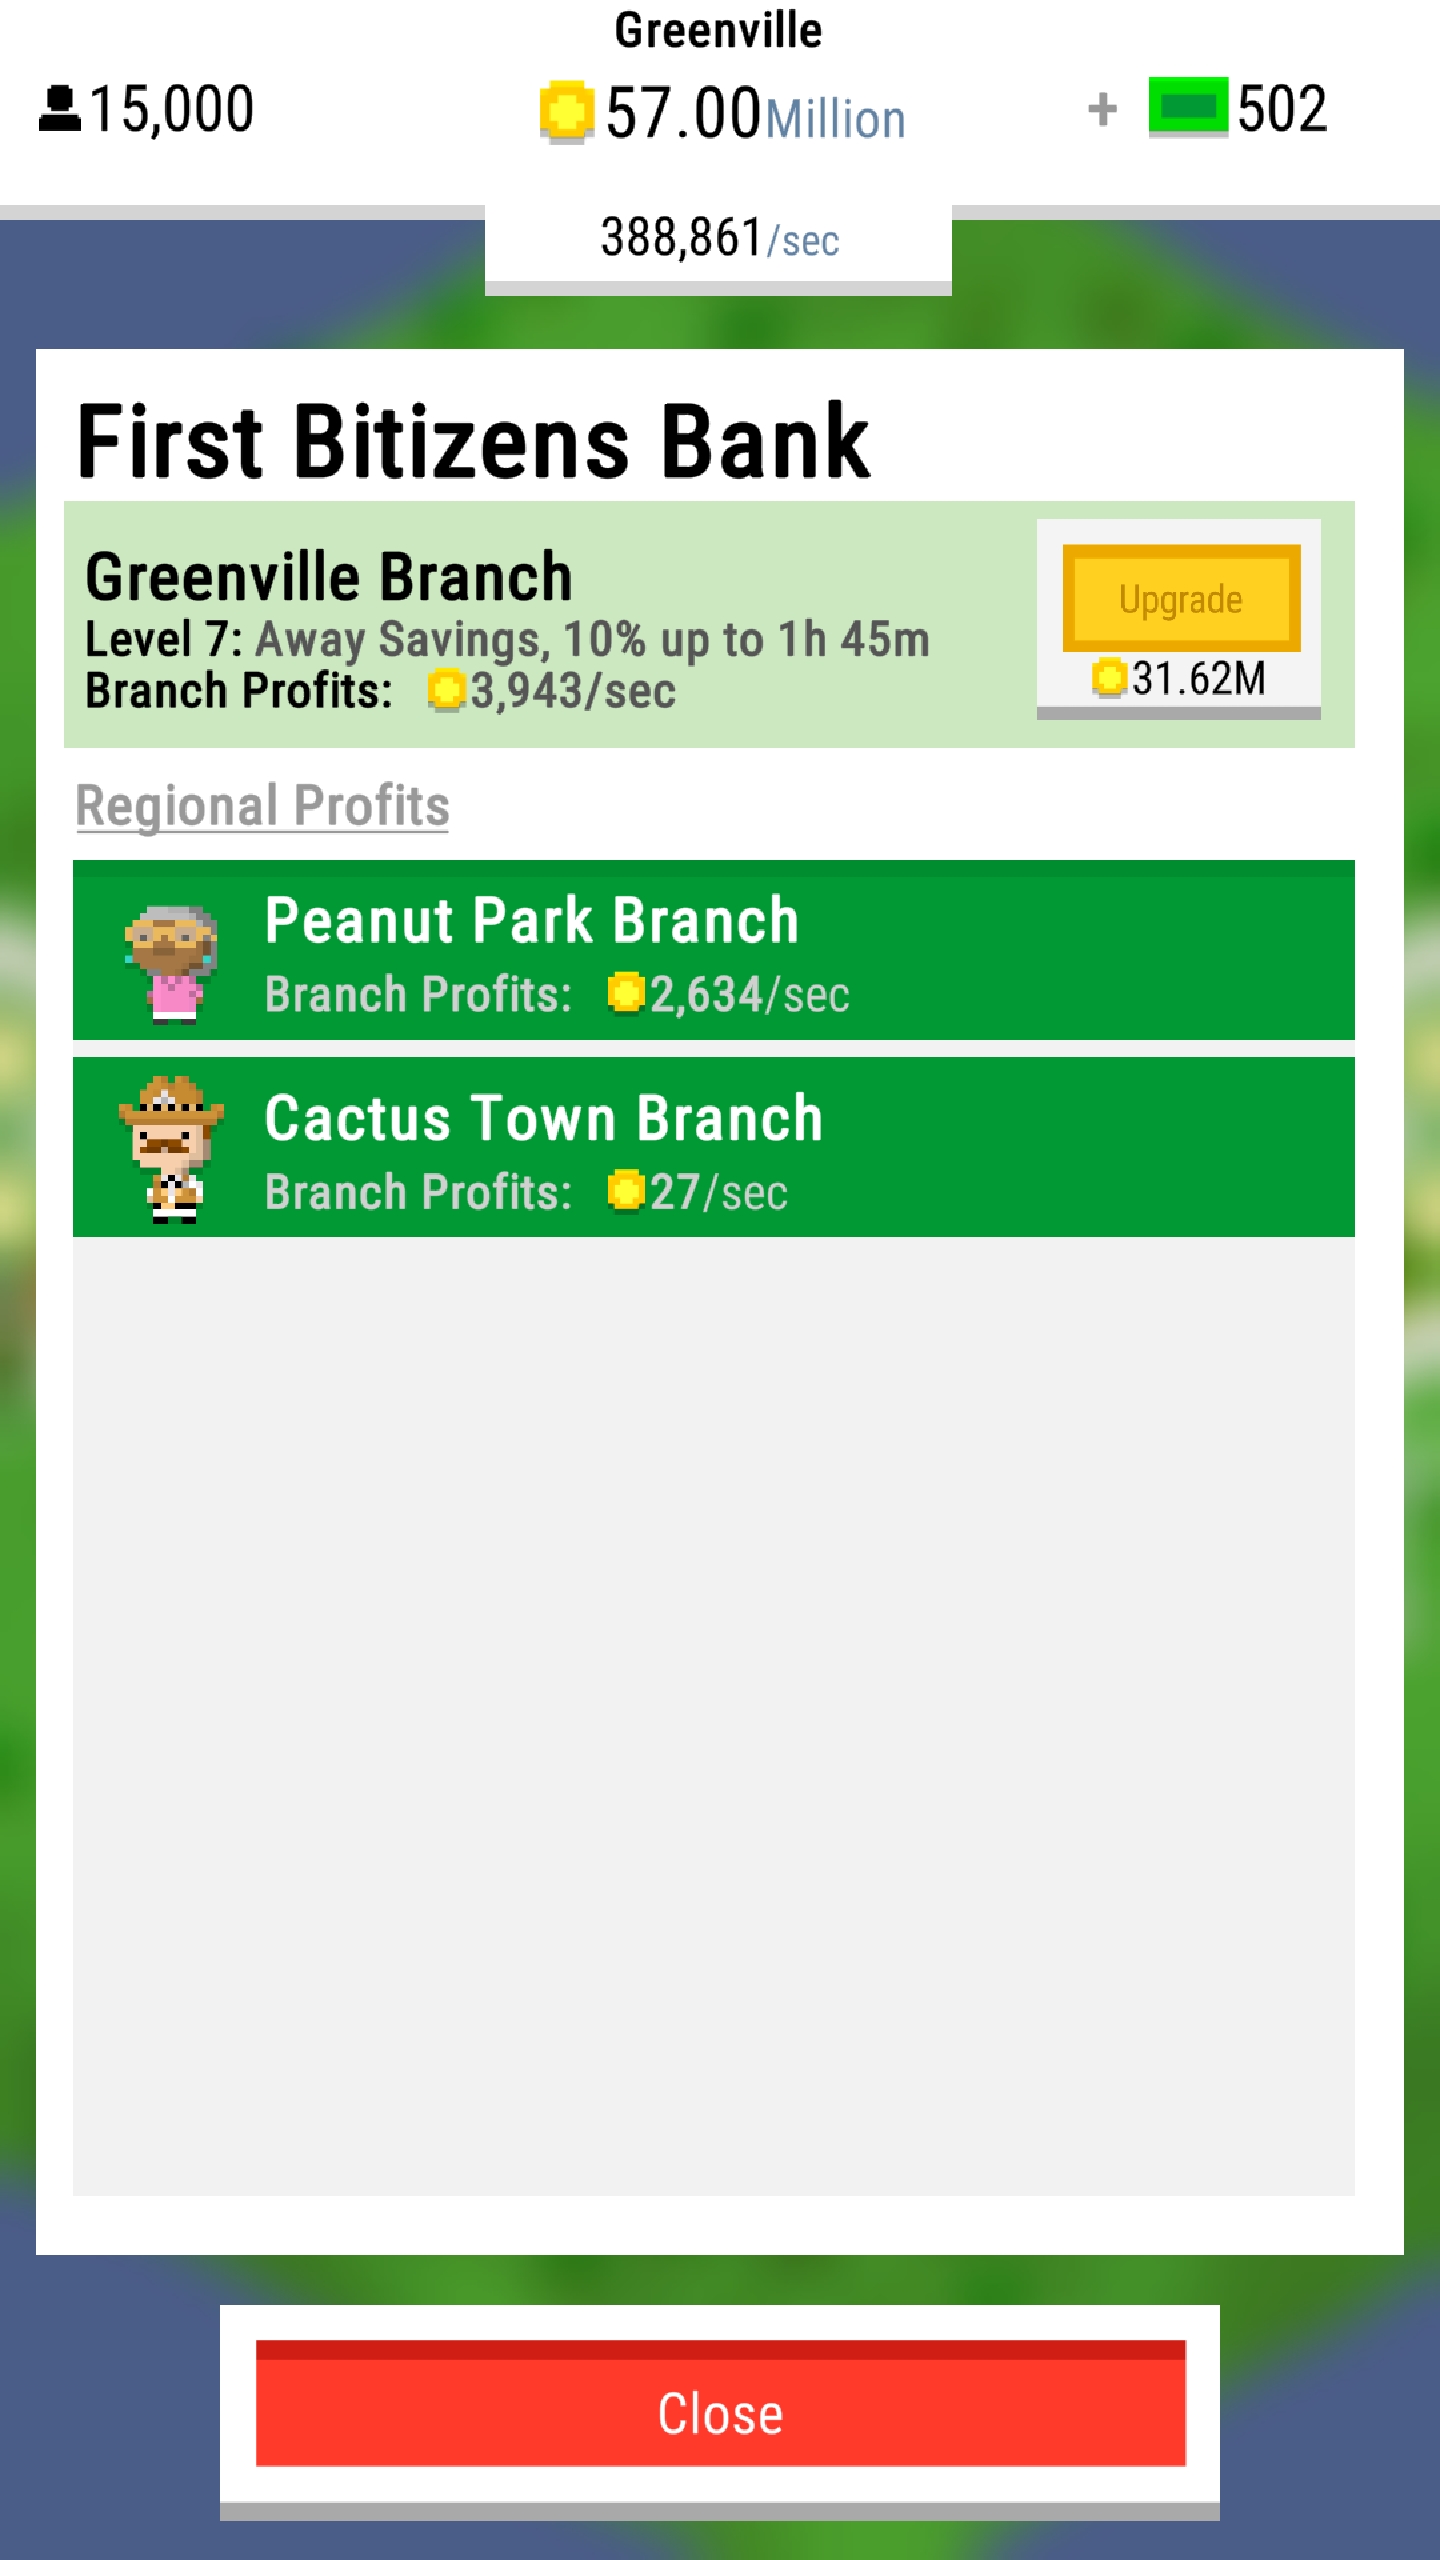 Greenville
15,000
57.00Million
+ 502
388,861/sec
First Bitizens Bank
Greenville Branch
Level 7: Away Savings, 10% up to 1h 45m
Branch Profits: 3,943/sec
Upgrade
31.62M
Regional Profits
Peanut Park Branch
Branch Profits: 2,634/sec
Cactus Town Branch
Branch Profits: 27/sec
Close